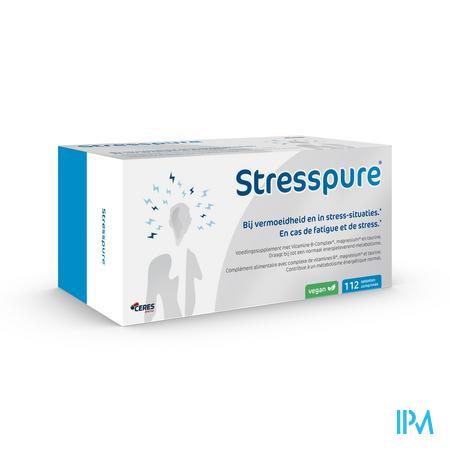 Stresspure®
Bij vermoeidheid en in stress-situaties.*
En cas de fatigue et de stress.*
Voedingssupplement met Vitamine B-Complex*, magnesium* en taurine.
Draagt bij tot een normaal energieleverend metabolisme.
Complément alimentaire avec complexe de vitamines B*, magnésium* et taurine.
Contribue à un métabolisme énergétique normal.
vegan
112 tabletten
comprimés
CERES
Stresspure
IPM